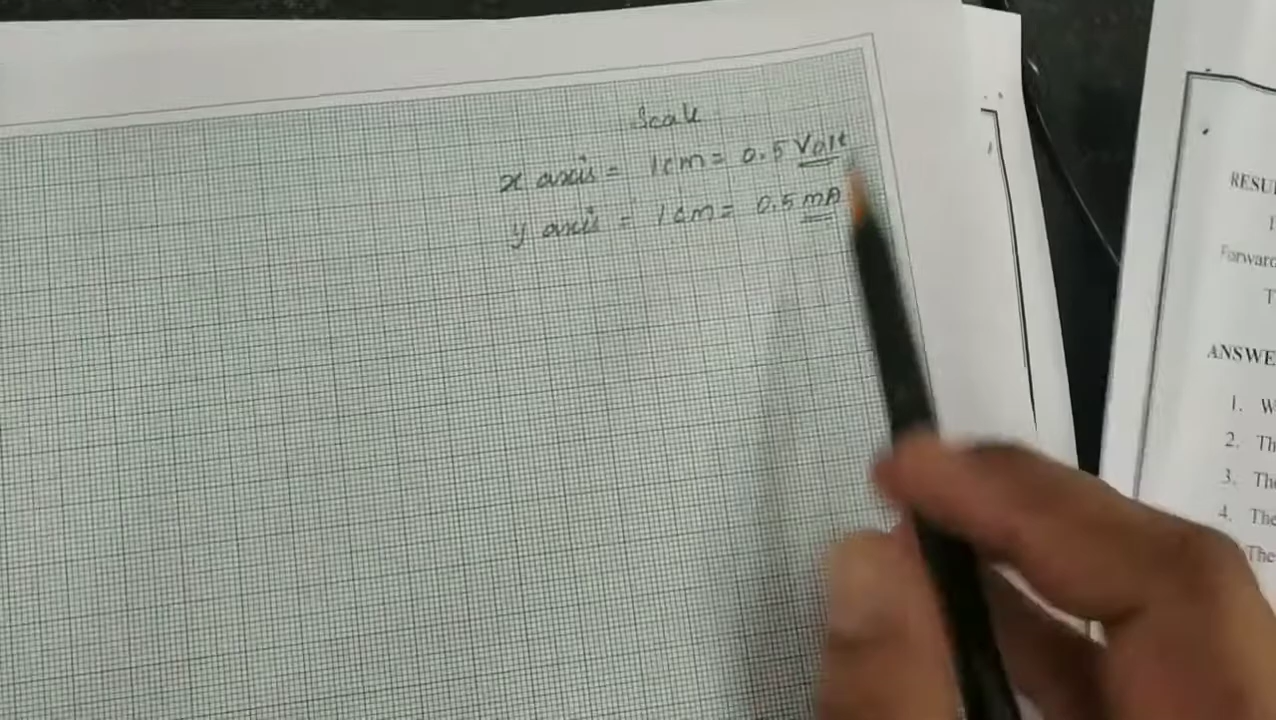 Scale
x axis = 1cm = 0.5 Volt
y axis = 1cm = 0.5 mA
RESU
Forward
T
ANSWE
1. W
2. Th
3. The
4. The
The